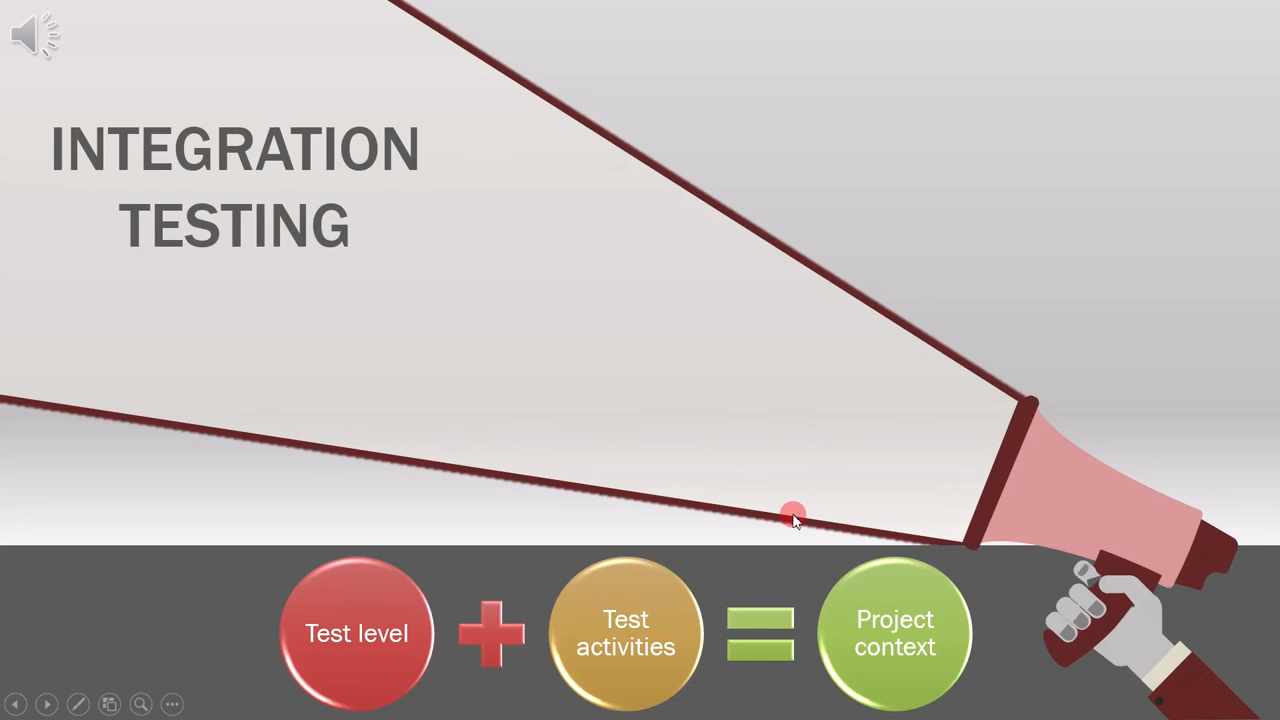 INTEGRATION
TESTING
Test level
Test
activities
Project
context